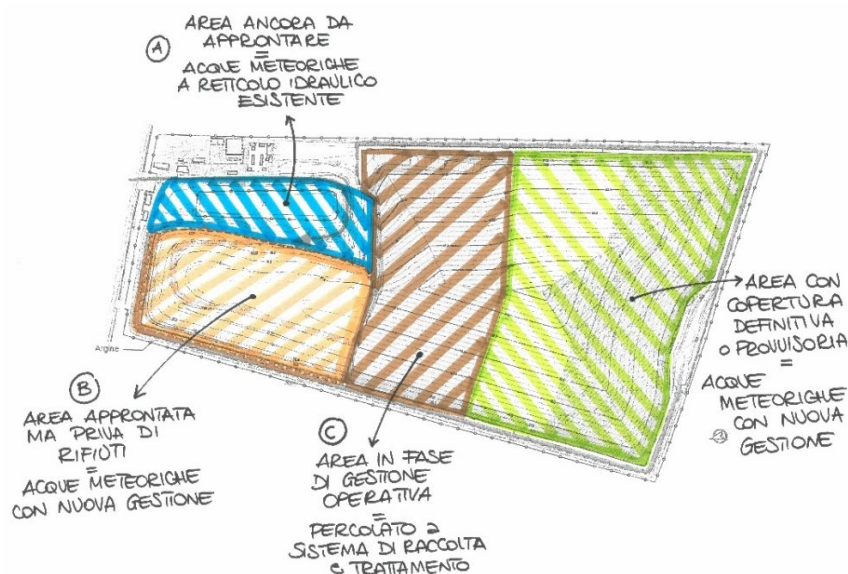 A
AREA ANCORA DA
APPRONTARE
=
ACQUE METEORICHE
A RETICOLO IDRAULICO
ESISTENTE
AREA CON
COPERTURA
DEFINITIVA
O PROVVISORIA
=
ACQUE
METEORICHE
CON NUOVA
GESTIONE
Argine
B
AREA APPRONTATA
MA PRIVA DI
RIFIUTI
=
ACQUE METEORICHE
CON NUOVA GESTIONE
C
AREA IN FASE
DI GESTIONE
OPERATIVA
=
PERCOLATO a
SISTEMA DI RACCOLTA
e TRATTAMENTO